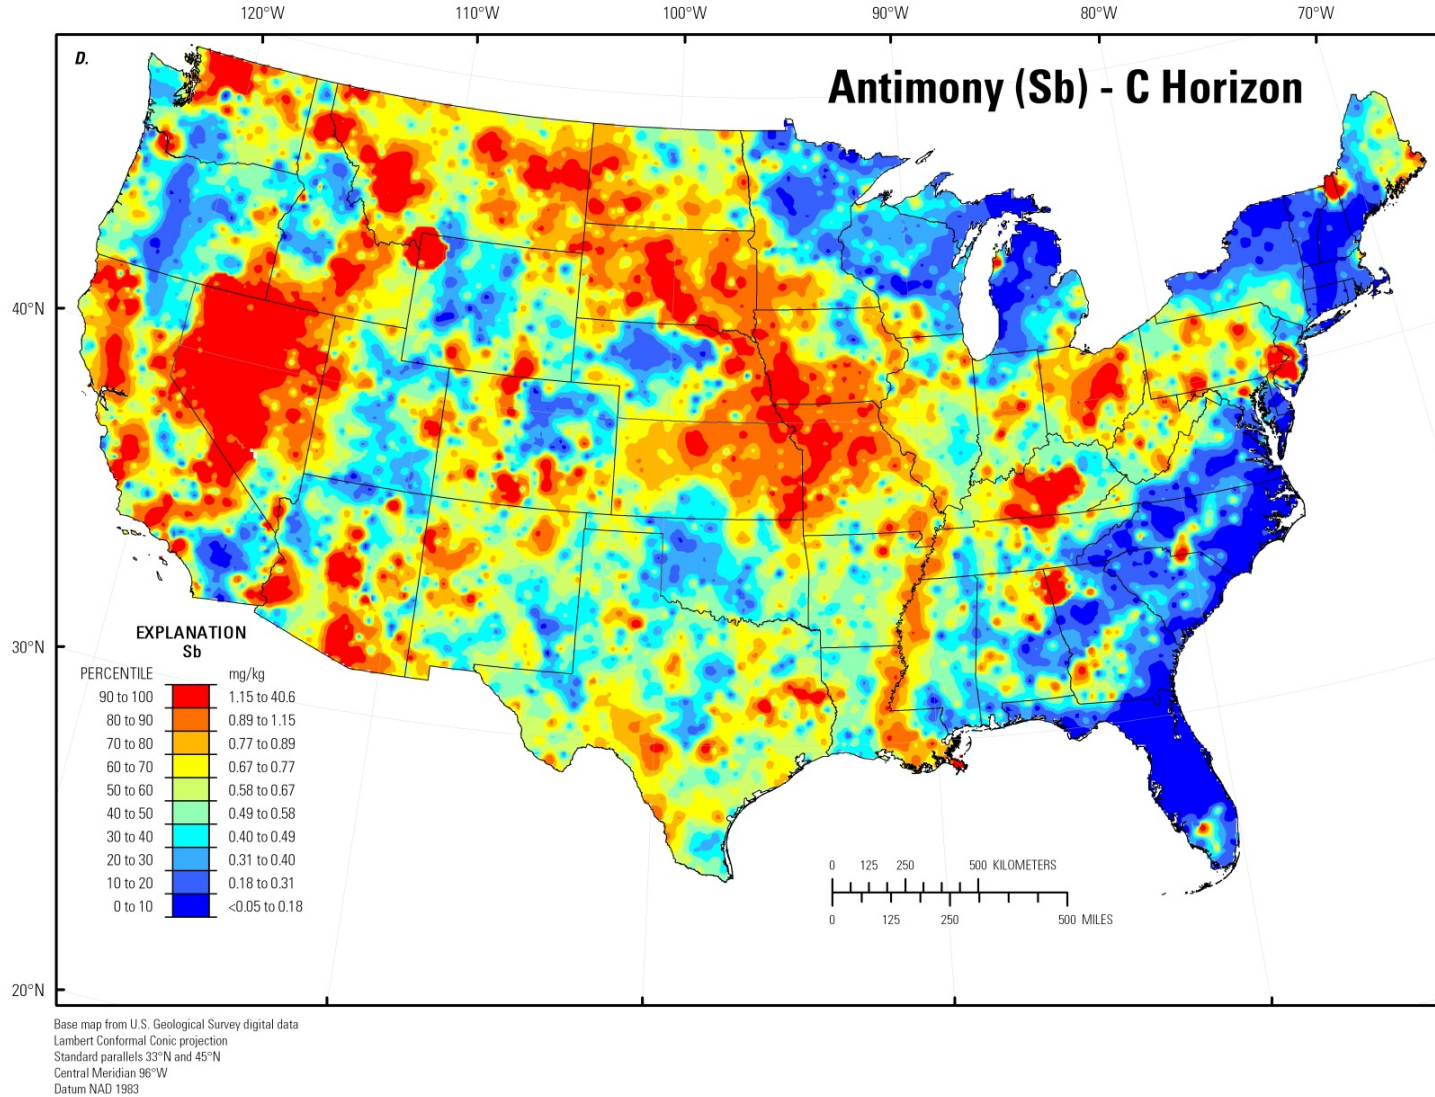 120°W 110°W 100°W 90°W 80°W 70°W
D.
Antimony (Sb) - C Horizon
40°N
30°N
EXPLANATION
Sb
PERCENTILE mg/kg
90 to 100 1.15 to 40.6
80 to 90 0.89 to 1.15
70 to 80 0.77 to 0.89
60 to 70 0.67 to 0.77
50 to 60 0.58 to 0.67
40 to 50 0.49 to 0.58
30 to 40 0.40 to 0.49
20 to 30 0.31 to 0.40
10 to 20 0.18 to 0.31
0 to 10 <0.05 to 0.18
0 125 250 500 KILOMETERS
0 125 250 500 MILES
20°N
Base map from U.S. Geological Survey digital data
Lambert Conformal Conic projection
Standard parallels 33°N and 45°N
Central Meridian 96°W
Datum NAD 1983